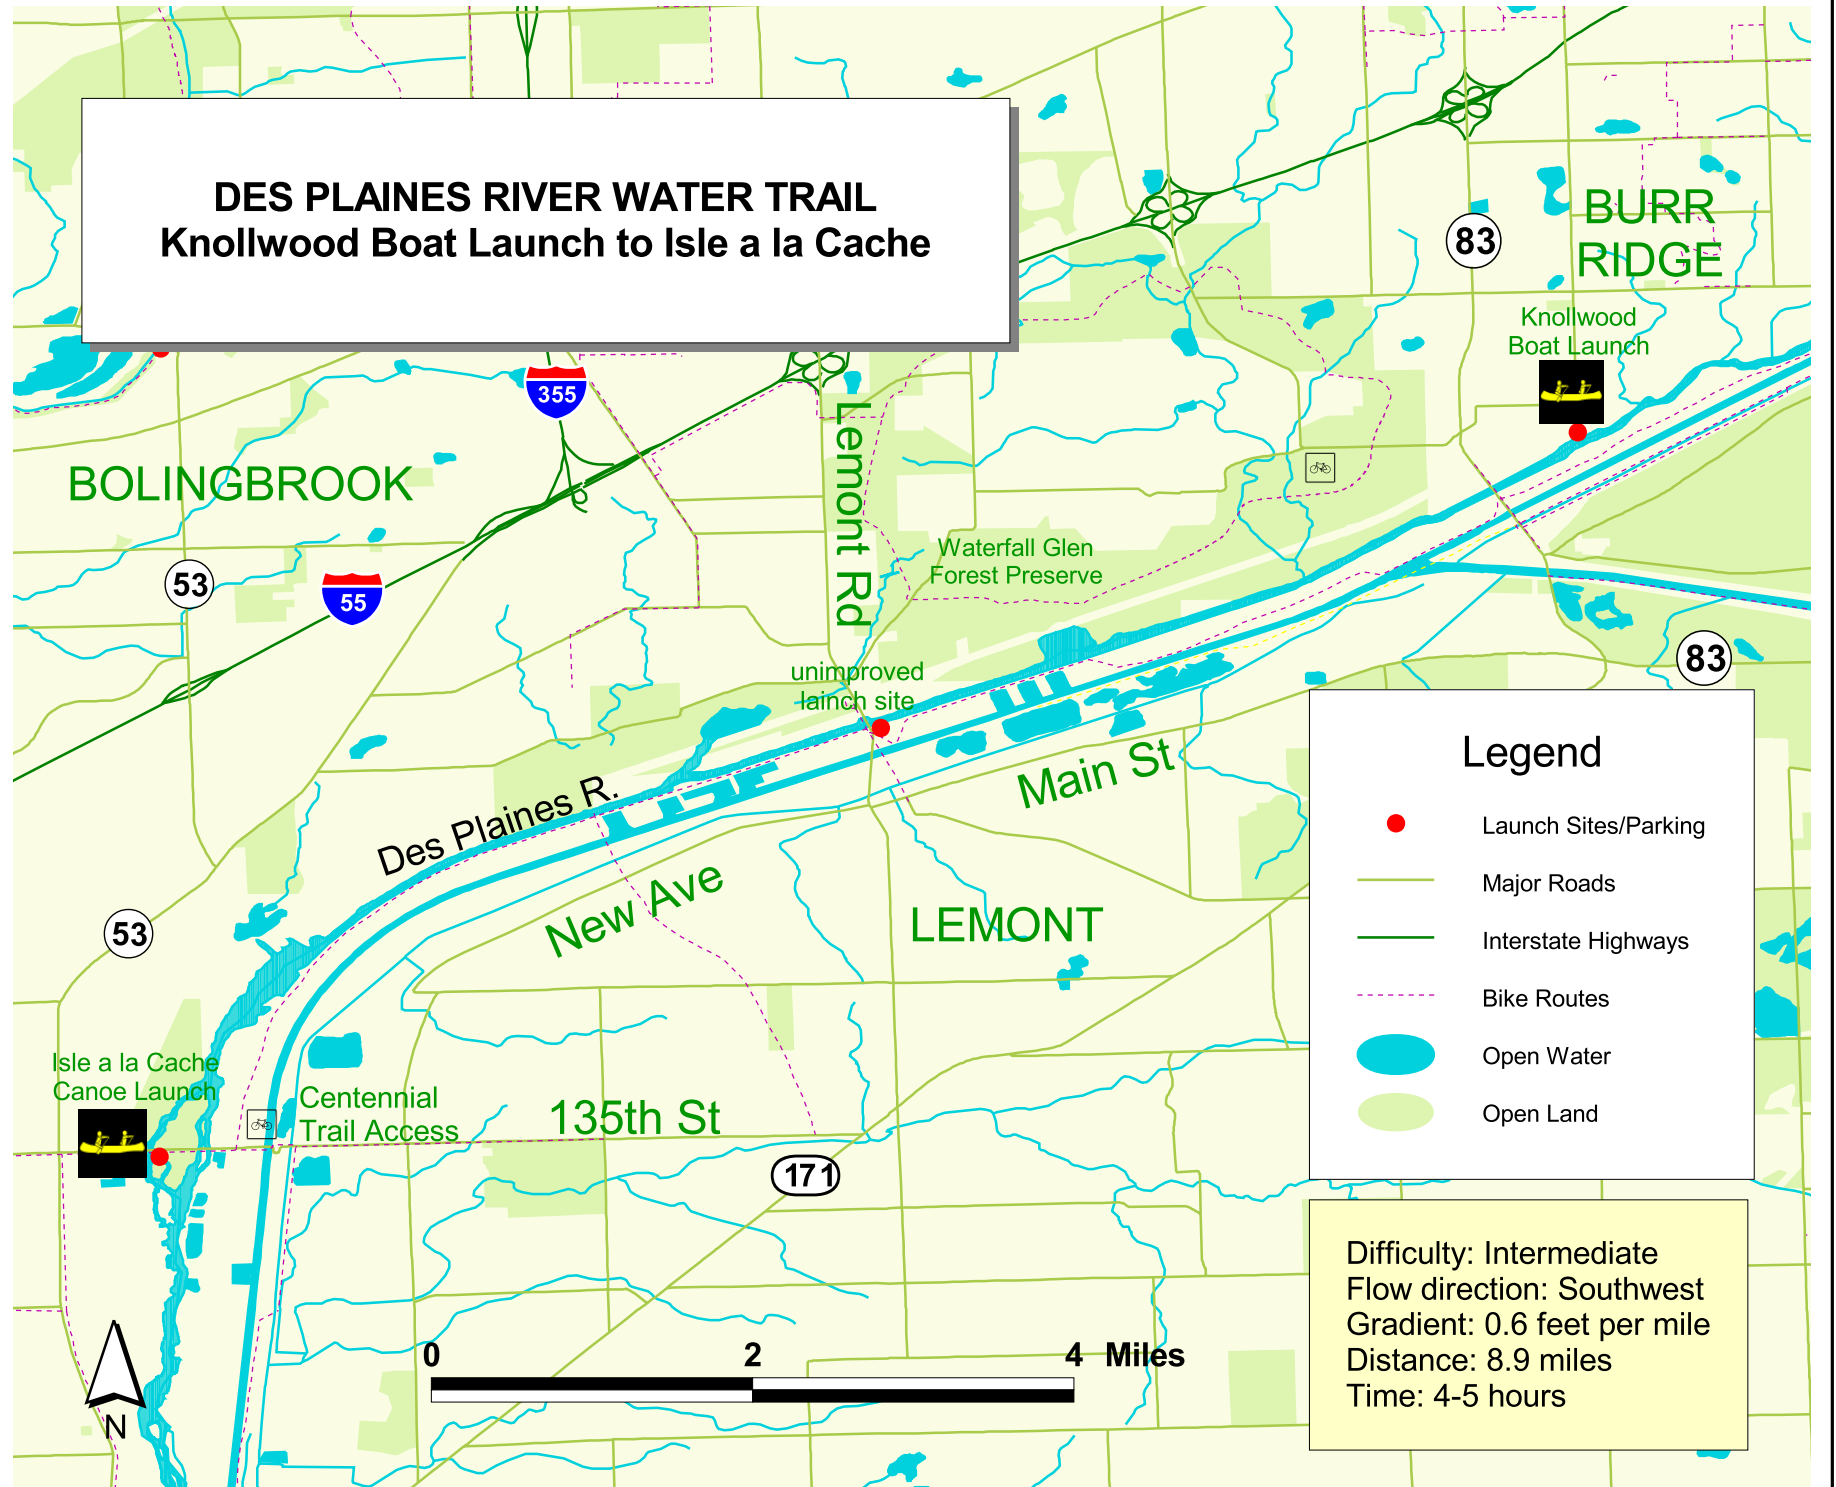 DES PLAINES RIVER WATER TRAIL
Knollwood Boat Launch to Isle a la Cache
BURR
RIDGE
83
Knollwood
Boat Launch
355
Lemont Rd
BOLINGBROOK
53
55
Waterfall Glen
Forest Preserve
unimproved
lainch site
83
Main St
Des Plaines R.
New Ave
LEMONT
53
Isle a la Cache
Canoe Launch
Centennial
Trail Access
135th St
171
Legend
Launch Sites/Parking
Major Roads
Interstate Highways
Bike Routes
Open Water
Open Land
Difficulty: Intermediate
Flow direction: Southwest
Gradient: 0.6 feet per mile
Distance: 8.9 miles
Time: 4-5 hours
0 2 4 Miles
N